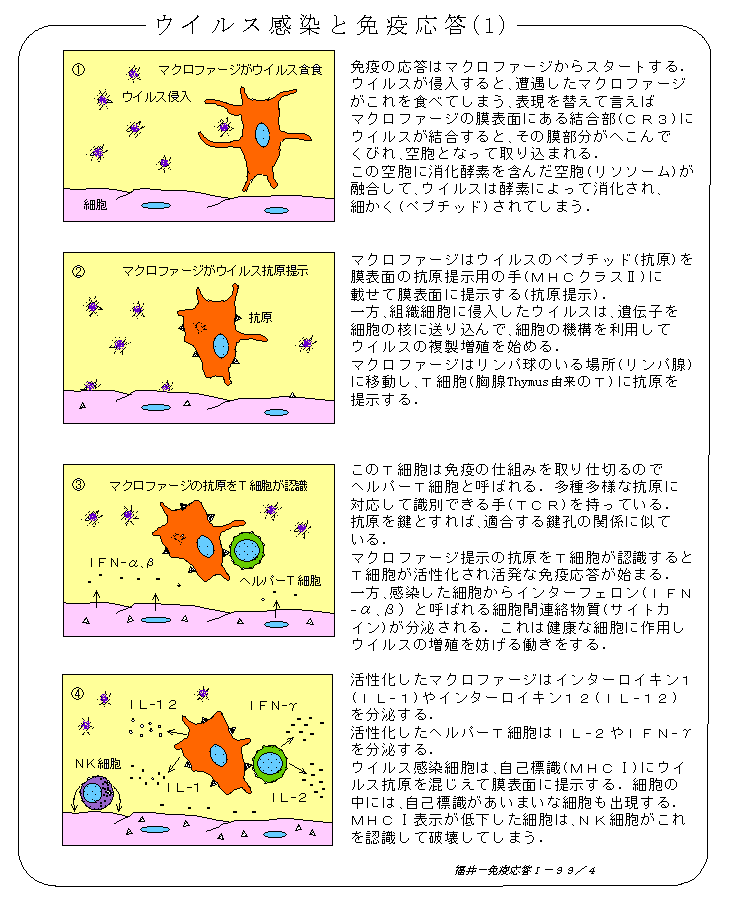 ウイルス感染と免疫応答(1)
① マクロファージがウイルス貪食
ウイルス侵入
細胞
免疫の応答はマクロファージからスタートする．
ウイルスが侵入すると、遭遇したマクロファージ
がこれを食べてしまう、表現を替えて言えば
マクロファージの膜表面にある結合部(ＣＲ３)に
ウイルスが結合すると、その膜部分がへこんで
くびれ、空胞となって取り込まれる．
この空胞に消化酵素を含んだ空胞(リソソーム)が
融合して、ウイルスは酵素によって消化され、
細かく(ペプチッド)されてしまう．
② マクロファージがウイルス抗原提示
抗原
マクロファージはウイルスのペプチッド(抗原)を
膜表面の抗原提示用の手(ＭＨＣクラスⅡ)に
載せて膜表面に提示する(抗原提示)．
一方、組織細胞に侵入したウイルスは、遺伝子を
細胞の核に送り込んで、細胞の機構を利用して
ウイルスの複製増殖を始める．
マクロファージはリンパ球のいる場所(リンパ腺)
に移動し、Ｔ細胞(胸腺Thymus由来のＴ)に抗原を
提示する．
③ マクロファージの抗原をＴ細胞が認識
ＩＦＮ-α、β
ヘルパーＴ細胞
このＴ細胞は免疫の仕組みを取り仕切るので
ヘルパーＴ細胞と呼ばれる．多種多様な抗原に
対応して識別できる手(ＴＣＲ)を持っている．
抗原を鍵とすれば、適合する鍵孔の関係に似て
いる．
マクロファージ提示の抗原をＴ細胞が認識すると
Ｔ細胞が活性化され活発な免疫応答が始まる．
一方、感染した細胞からインターフェロン(ＩＦＮ
-α、β) と呼ばれる細胞間連絡物質(サイトカ
イン)が分泌される．これは健康な細胞に作用し
ウイルスの増殖を妨げる働きをする．
④
ＩＬ-１２
ＩＦＮ-γ
ＮＫ細胞
ＩＬ-１
ＩＬ-２
活性化したマクロファージはインターロイキン１
(ＩＬ-１)やインターロイキン１２(ＩＬ-１２)
を分泌する．
活性化したヘルパーＴ細胞はＩＬ-２やＩＦＮ-γ
を分泌する．
ウイルス感染細胞は、自己標識(ＭＨＣⅠ)にウイ
ルス抗原を混じえて膜表面に提示する．細胞の
中には、自己標識があいまいな細胞も出現する．
ＭＨＣⅠ表示が低下した細胞は、ＮＫ細胞がこれ
を認識して破壊してしまう．
福井－免疫応答Ⅰ－９９／４